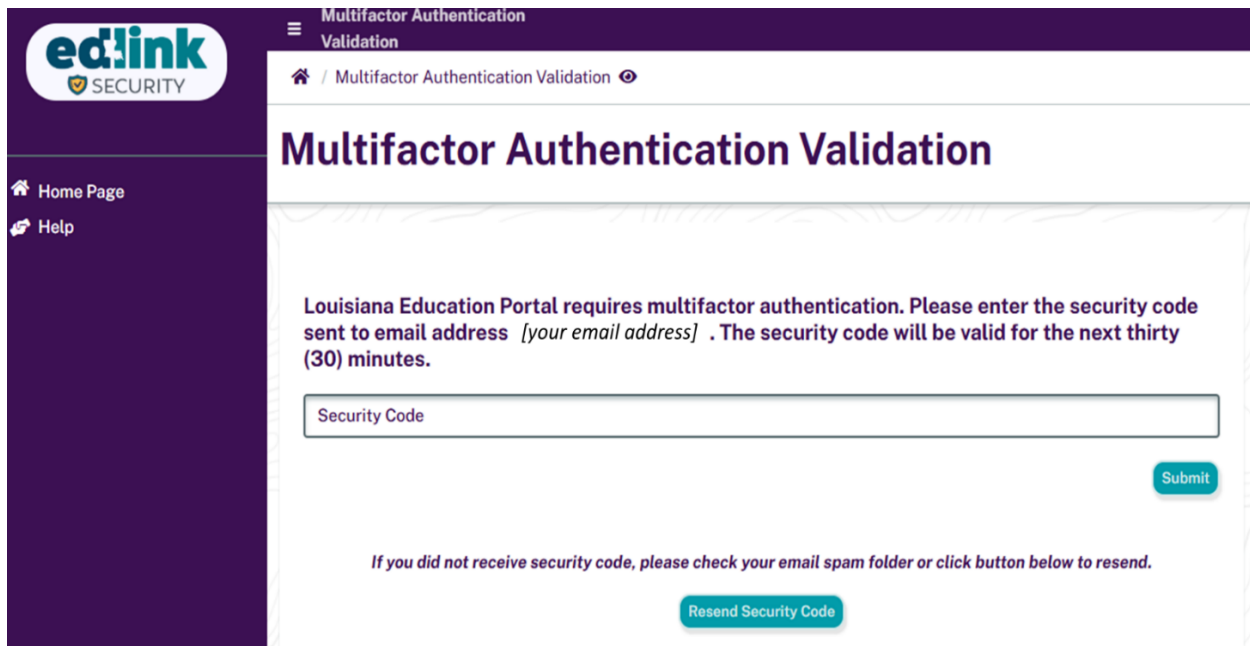 ed:link
SECURITY
Multifactor Authentication
Validation
/ Multifactor Authentication Validation
Multifactor Authentication Validation
Home Page
Help
Louisiana Education Portal requires multifactor authentication. Please enter the security code
sent to email address [your email address] . The security code will be valid for the next thirty
(30) minutes.
Security Code
Submit
If you did not receive security code, please check your email spam folder or click button below to resend.
Resend Security Code